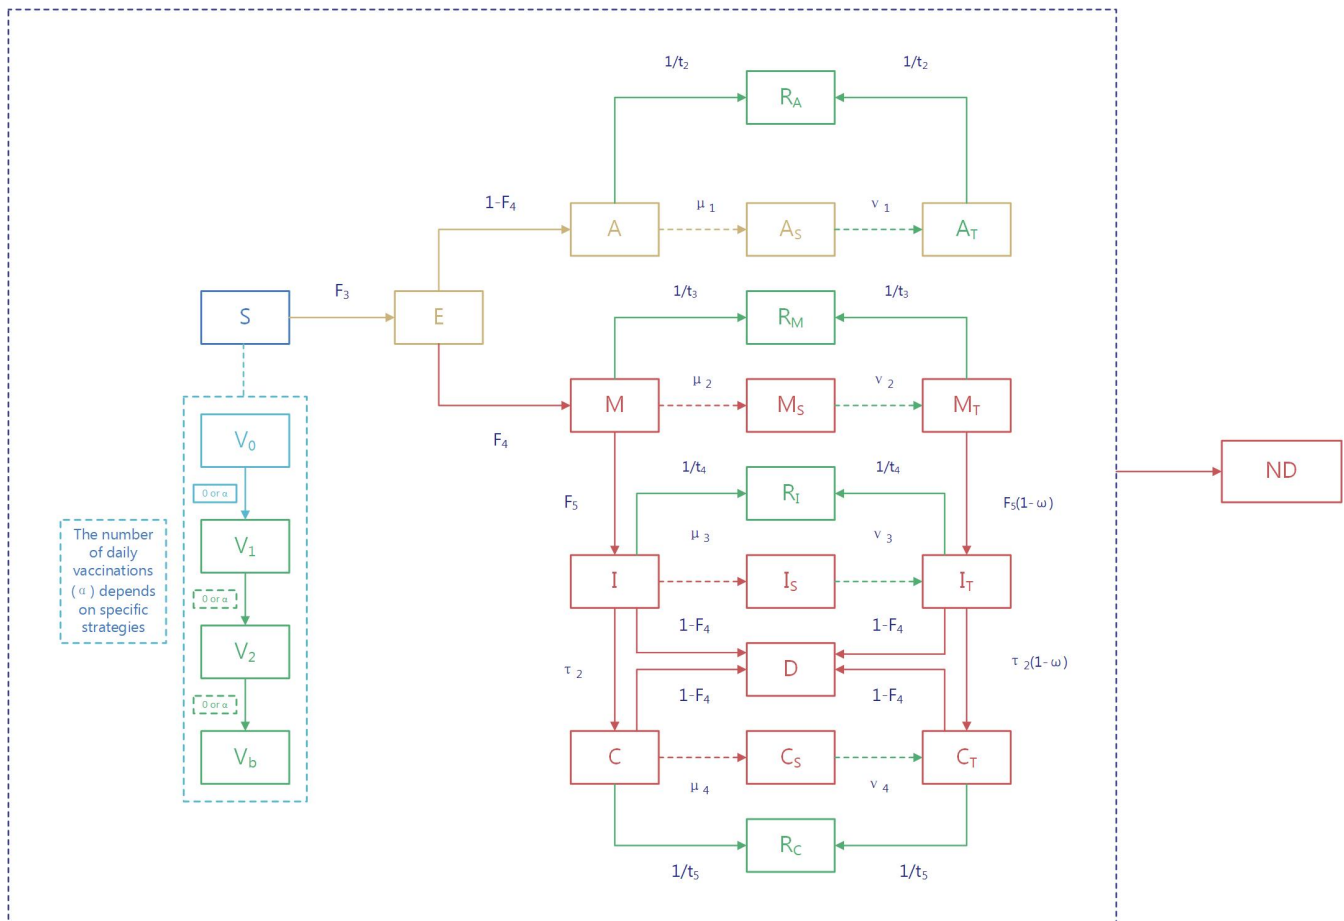 1/t₂
R_A
1/t₂
1-F₄
A
μ₁
A_S
ν₁
A_T
S
F₃
E
1/t₃
R_M
1/t₃
M
μ₂
M_S
ν₂
M_T
F₄
V₀
0 or α
V₁
0 or α
V₂
0 or α
V_b
The number
of daily
vaccinations
(α) depends
on specific
strategies
1/t₄
R_I
1/t₄
F₅
F₅(1-ω)
μ₃
ν₃
I
I_S
I_T
1-F₄
1-F₄
D
τ₂
τ₂(1-ω)
1-F₄
1-F₄
C
C_S
C_T
μ₄
ν₄
R_C
1/t₅
1/t₅
ND